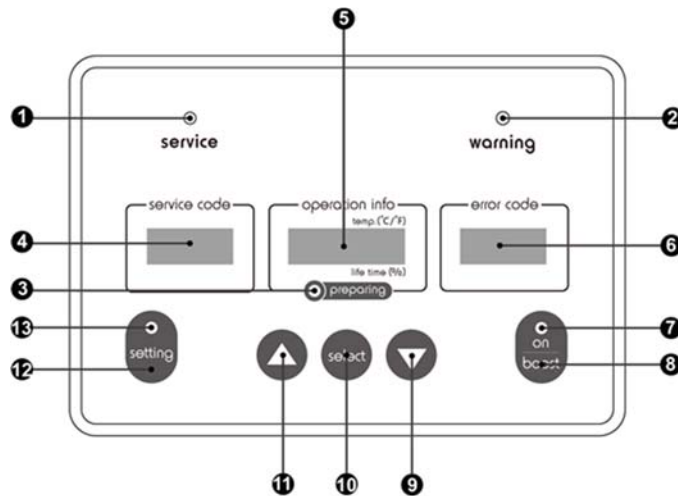 5
1
2
service
warning
service code
operation info
error code
temp.(°C/°F)
4
6
life time (%)
3
preparing
13
7
setting
select
on
12
boost
8
11
10
9